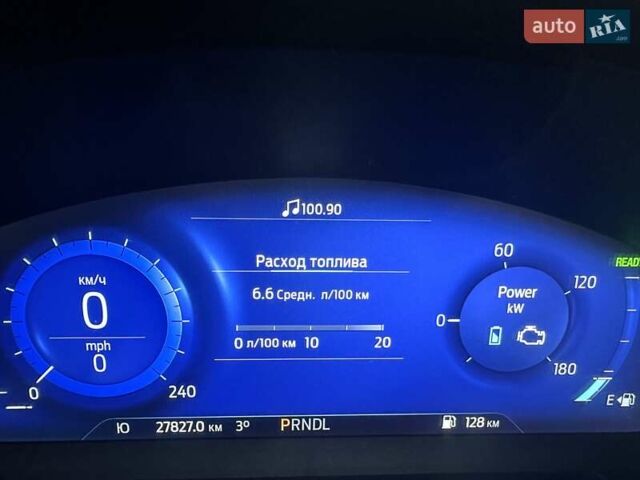 auto RIA .com
100.90
60
READY
км/ч
0
mph
0
0
240
Расход топлива
6.6 Средн. л/100 км
0 л/100 км 10 20
120
Power
kW
0
180
E
Ю 27827.0 км 3° PRNDL 128 км